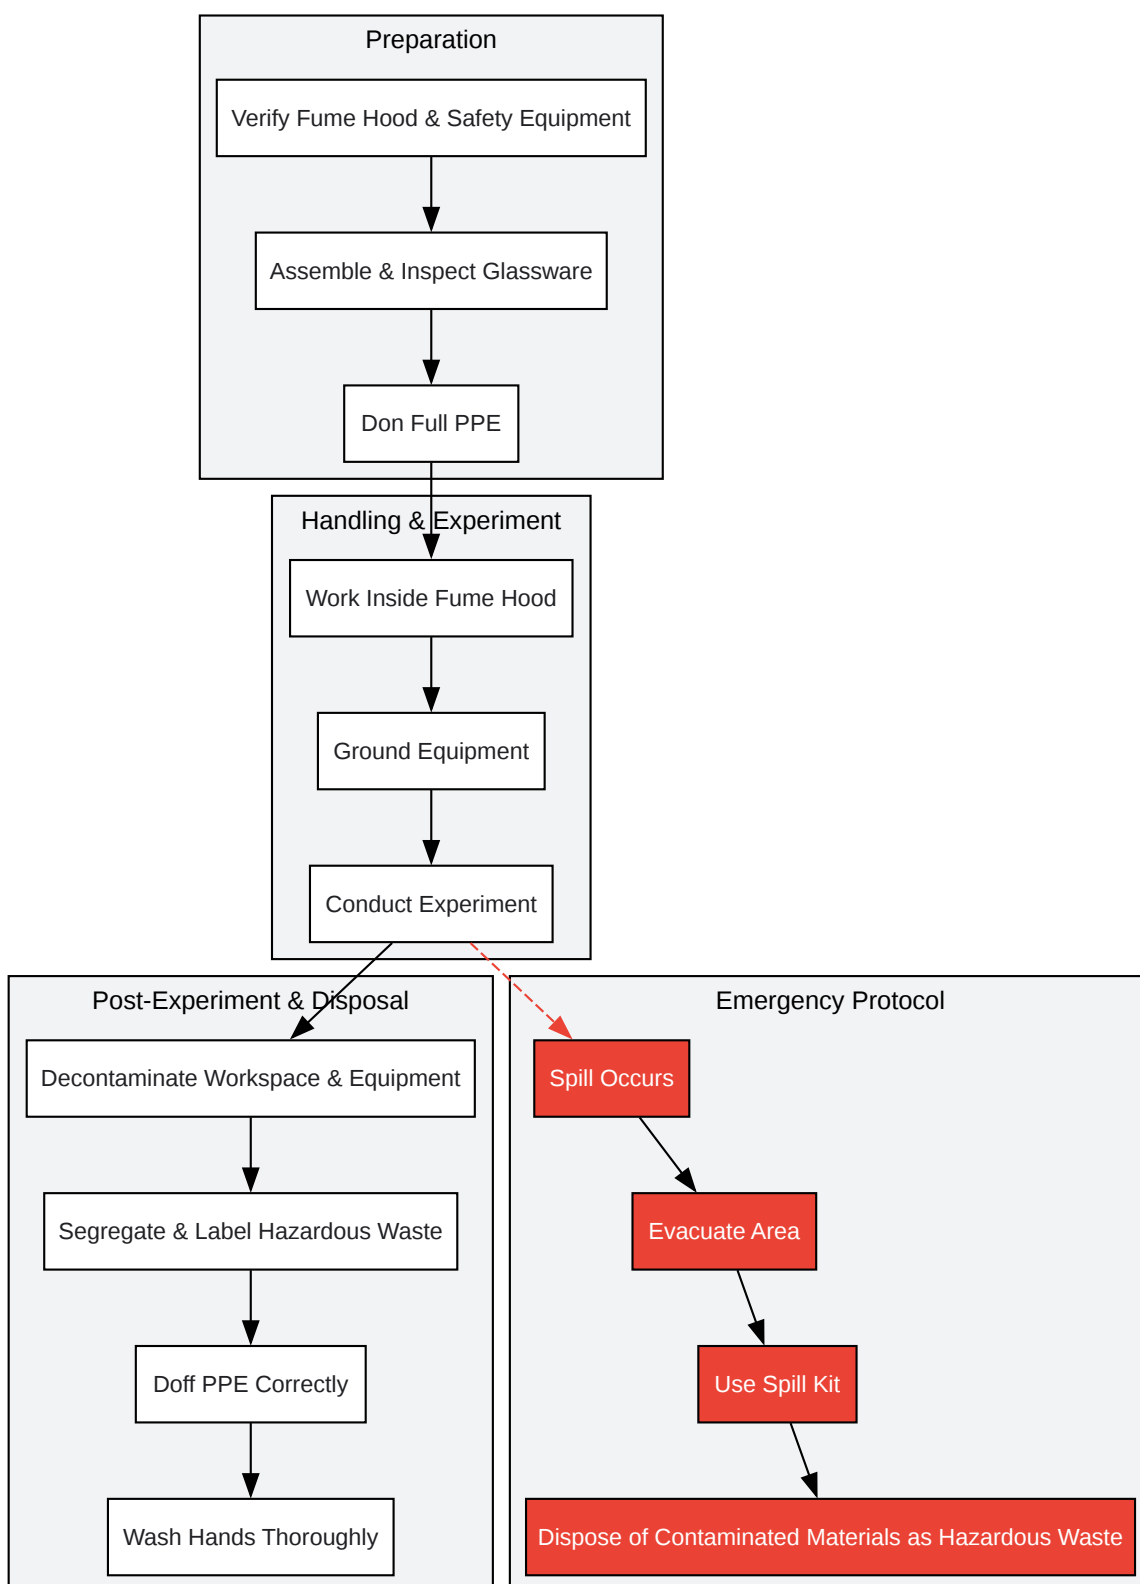 Preparation
Verify Fume Hood & Safety Equipment
Assemble & Inspect Glassware
Don Full PPE
Handling & Experiment
Work Inside Fume Hood
Ground Equipment
Conduct Experiment
Post-Experiment & Disposal
Decontaminate Workspace & Equipment
Segregate & Label Hazardous Waste
Doff PPE Correctly
Wash Hands Thoroughly
Emergency Protocol
Spill Occurs
Evacuate Area
Use Spill Kit
Dispose of Contaminated Materials as Hazardous Waste